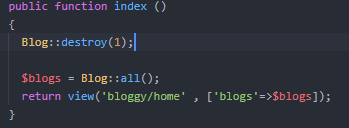 public function index ()
{
Blog::destroy(1);
$blogs = Blog::all();
return view('bloggy/home' , ['blogs'=>$blogs]);
}